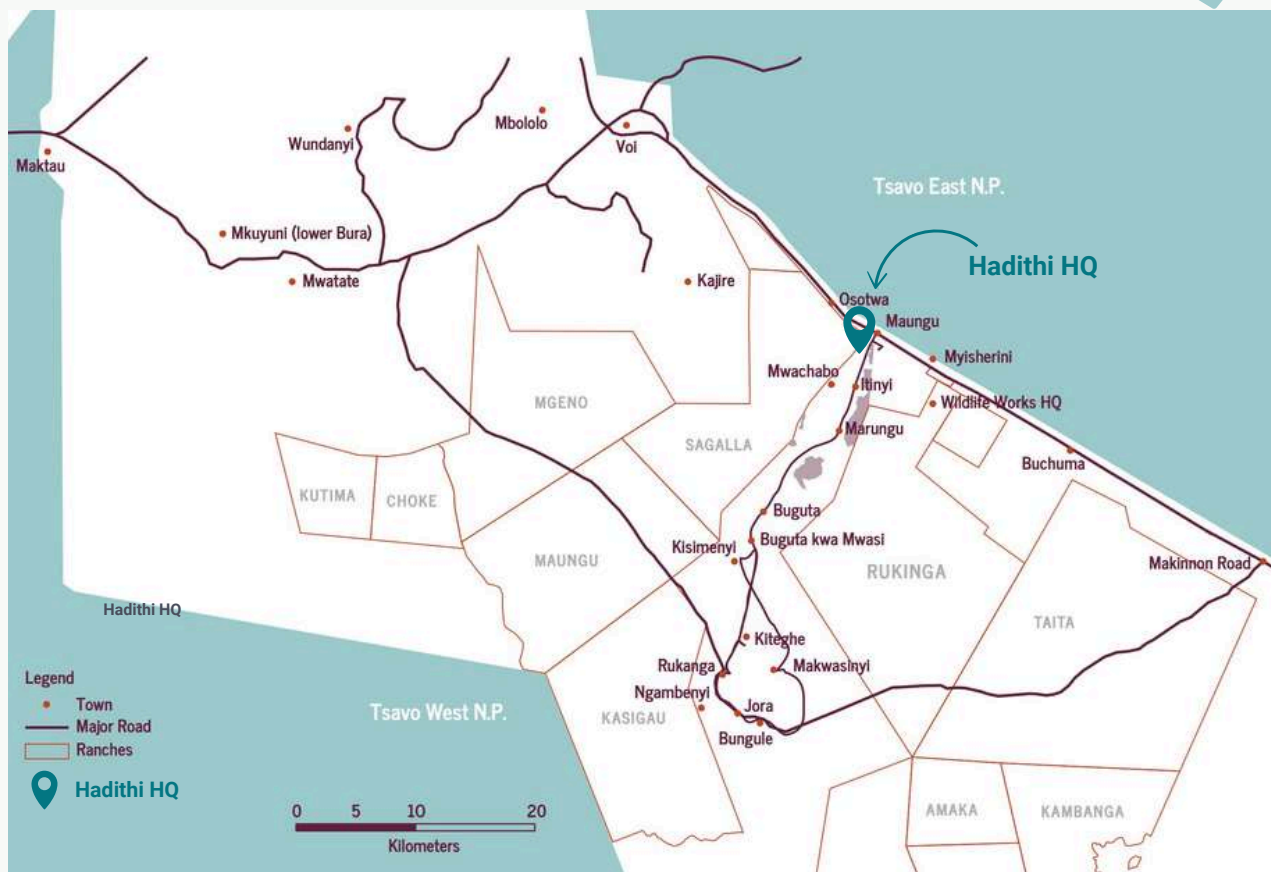 Mbololo
Wundanyi
Voi
Maktau
Tsavo East N.P.
Mkuyuni (lower Bura)
Hadithi HQ
Mwatate
Kajire
Osotwa
Maungu
Myisherini
Mwachabo
Itinyi
MGENO
Wildlife Works HQ
Marungu
SAGALLA
Buchuma
KUTIMA
CHOKE
Buguta
Buguta kwa Mwasi
Kisimenyi
MAUNGU
RUKINGA
Makinnon Road
Hadithi HQ
TAITA
Kiteghe
Rukanga
Makwasinyi
Legend
Ngambenyi
Town
Tsavo West N.P.
KASIGAU
Jora
Major Road
Bungule
Ranches
Hadithi HQ
0 5 10 20
Kilometers
AMAKA
KAMBANGA